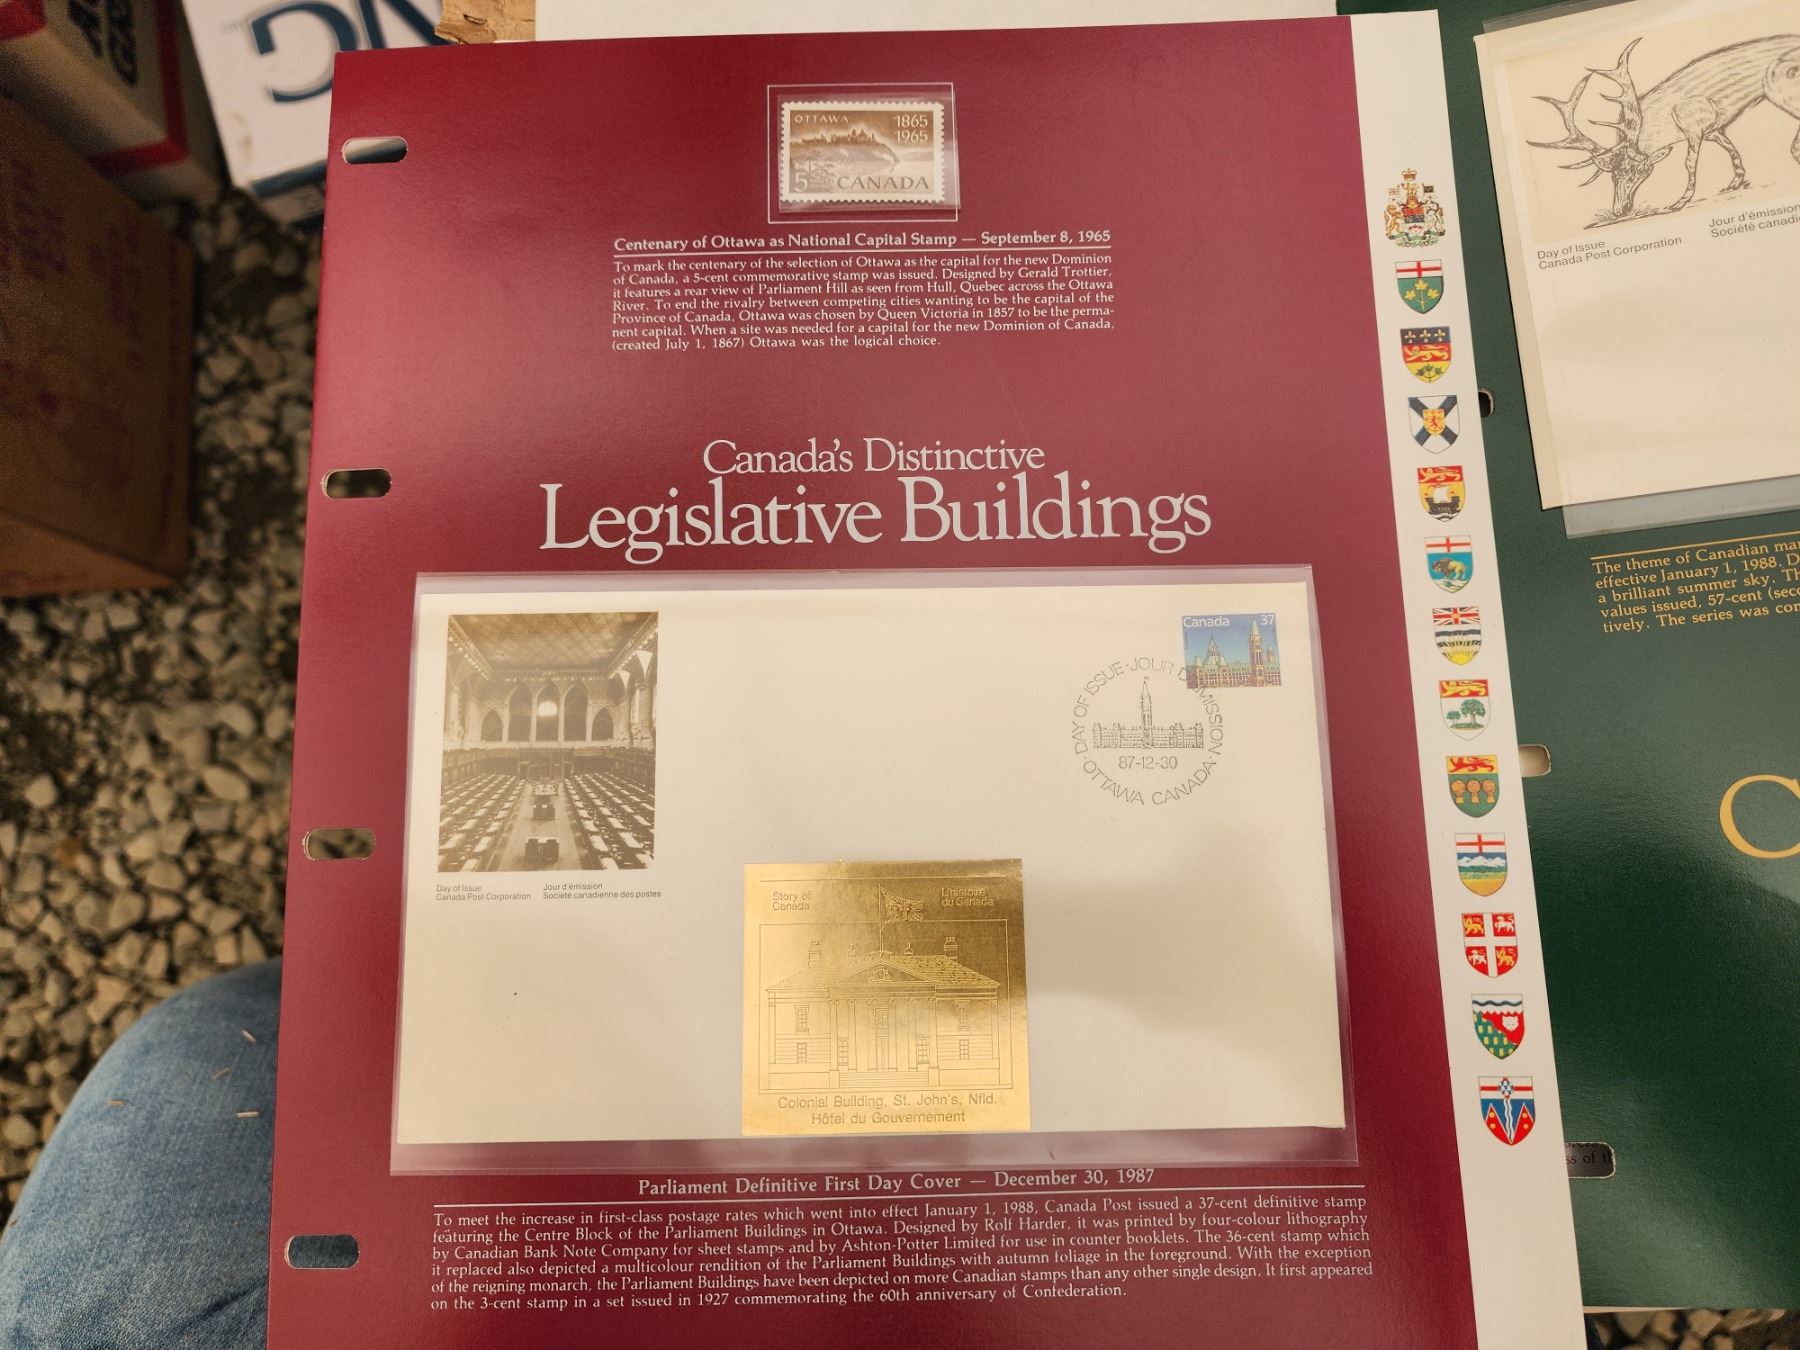 OTTAWA 1865
1965
5 CANADA
Centenary of Ottawa as National Capital Stamp — September 8, 1965
To mark the centenary of the selection of Ottawa as the capital for the new Dominion
of Canada, a 5-cent commemorative stamp was issued. Designed by Gerald Trottier,
it features a rear view of Parliament Hill as seen from Hull, Quebec across the Ottawa
River. To end the rivalry between competing cities wanting to be the capital of the
Province of Canada, Ottawa was chosen by Queen Victoria in 1857 to be the perma-
nent capital. When a site was needed for a capital for the new Dominion of Canada,
(created July 1, 1867) Ottawa was the logical choice.
Canada's Distinctive
Legislative Buildings
Canada 37
DAY OF ISSUE · JOUR D'ÉMISSION
87-12-30
OTTAWA CANADA
Day of Issue
Canada Post Corporation
Jour d'émission
Société canadienne des postes
Story of
Canada
L'histoire
du Canada
Colonial Building, St. John's, Nfld.
Hôtel du Gouvernement
Parliament Definitive First Day Cover — December 30, 1987
To meet the increase in first-class postage rates which went into effect January 1, 1988, Canada Post issued a 37-cent definitive stamp
featuring the Centre Block of the Parliament Buildings in Ottawa. Designed by Rolf Harder, it was printed by four-colour lithography
by Canadian Bank Note Company for sheet stamps and by Ashton-Potter Limited for use in counter booklets. The 36-cent stamp which
it replaced also depicted a multicolour rendition of the Parliament Buildings with autumn foliage in the foreground. With the exception
of the reigning monarch, the Parliament Buildings have been depicted on more Canadian stamps than any other single design. It first appeared
on the 3-cent stamp in a set issued in 1927 commemorating the 60th anniversary of Confederation.
Day of Issue
Canada Post Corporation
Jour d'émission
Société
The theme of Canadian
effective January 1, 1988.
a brilliant summer sky.
values issued, 57-cent
tively. The series was
C
of